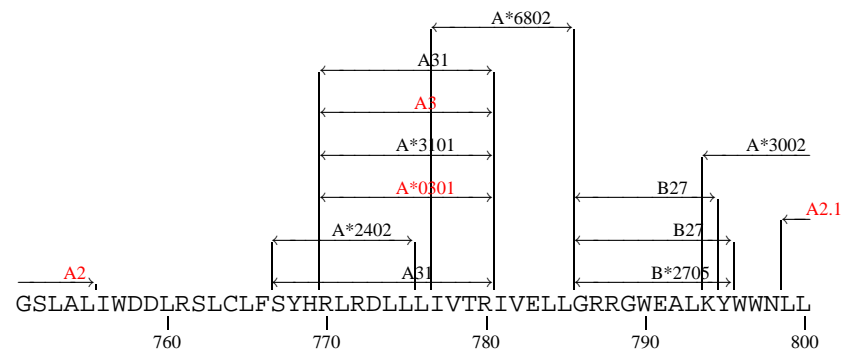 A*6802
A31
A3
A*3101 A*3002
A*0301 B27
A2.1
A*2402 B27
A2 A31 B*2705
GSLALIWDDLRSLCLFSYHRLRDLLLIVTRIVELLGRRGWEALKYWWNLL
760 770 780 790 800